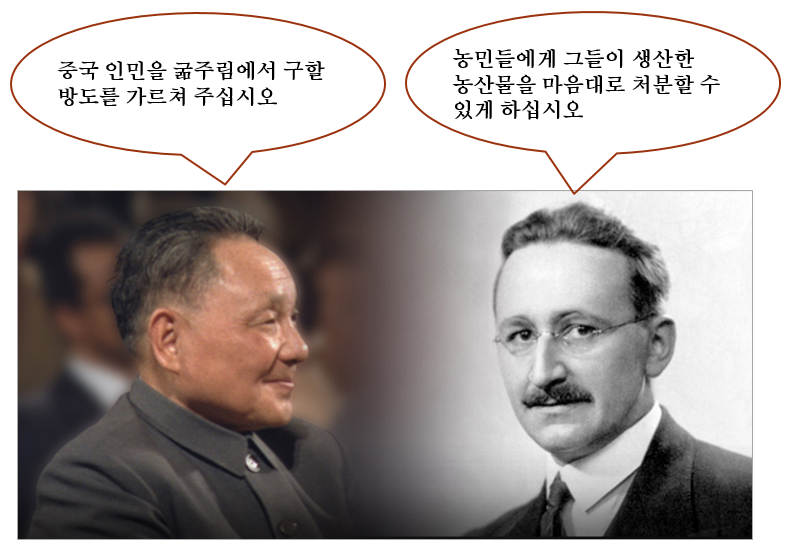 중국 인민을 굶주림에서 구할
방도를 가르쳐 주십시오
농민들에게 그들이 생산한
농산물을 마음대로 처분할 수
있게 하십시오